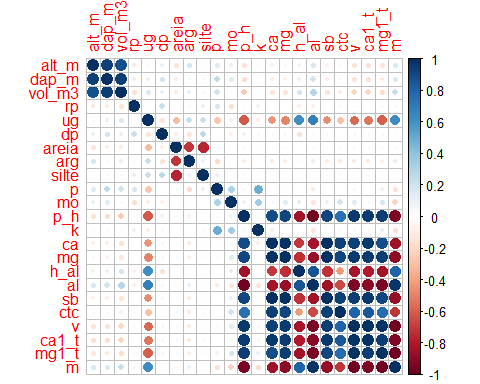 alt_m
dap_m
vol_m3
rp
ug
dp
areia
arg
silte
p
mo
p_h
k
ca
mg
h_al
al
sb
ctc
v
ca1_t
mg1_t
m
alt_m
dap_m
vol_m3
rp
ug
dp
areia
arg
silte
p
mo
p_h
k
ca
mg
h_al
al
sb
ctc
v
ca1_t
mg1_t
m
1
0.8
0.6
0.4
0.2
0
-0.2
-0.4
-0.6
-0.8
-1